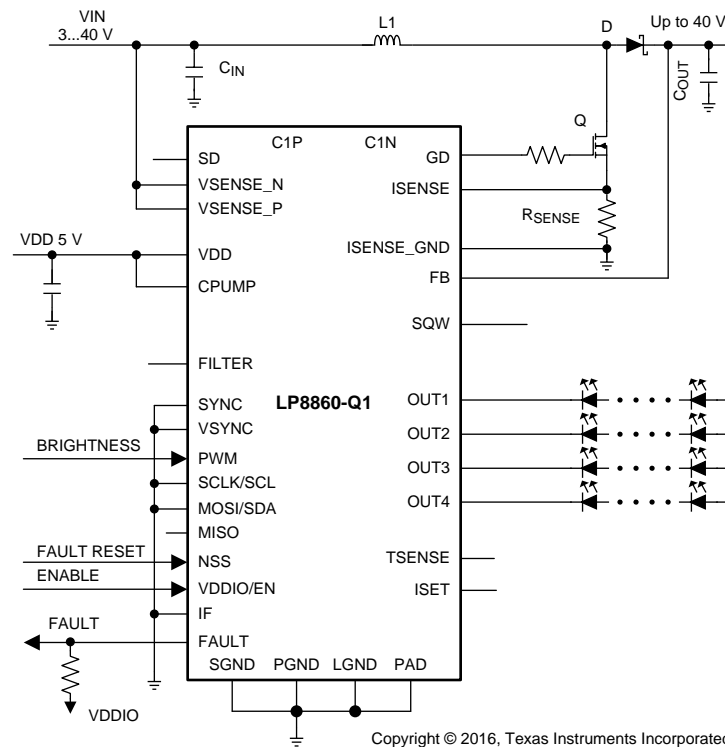 VIN
3...40 V
L1
D
Up to 40 V
CIN
COUT
Q
C1P
C1N
SD
GD
VSENSE_N
ISENSE
VSENSE_P
RSENSE
VDD 5 V
ISENSE_GND
VDD
FB
CPUMP
SQW
FILTER
SYNC
LP8860-Q1
OUT1
VSYNC
OUT2
BRIGHTNESS
PWM
OUT3
SCLK/SCL
MOSI/SDA
OUT4
MISO
FAULT RESET
NSS
TSENSE
ENABLE
VDDIO/EN
ISET
IF
FAULT
FAULT
SGND
PGND
LGND
PAD
VDDIO
Copyright © 2016, Texas Instruments Incorporated